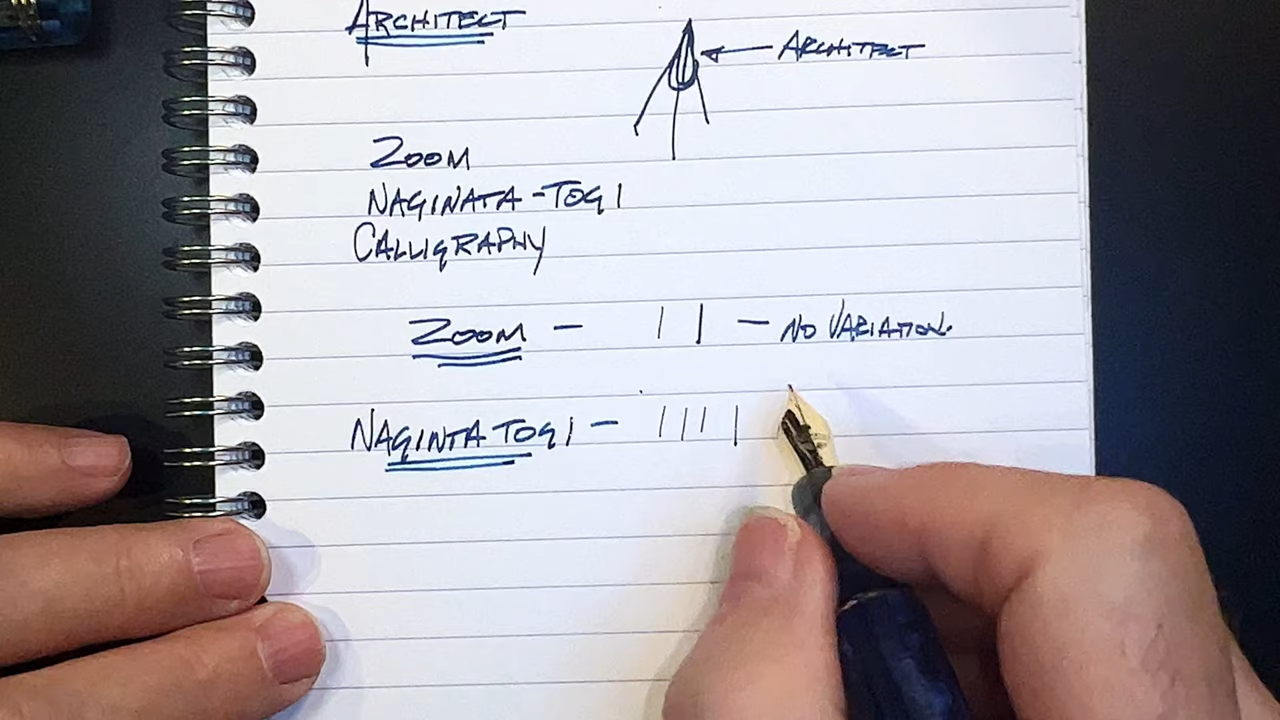 ARCHITECT
ARCHITECT
ZOOM
NAGINATA-TOGI
CALLIGRAPHY
ZOOM - | | - NO VARIATION.
NAGINTA TOGI - | | | |